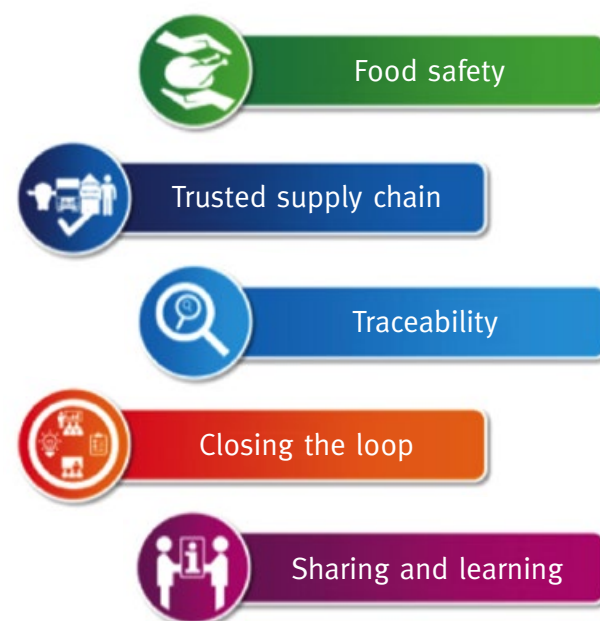 Food safety
Trusted supply chain
Traceability
Closing the loop
Sharing and learning